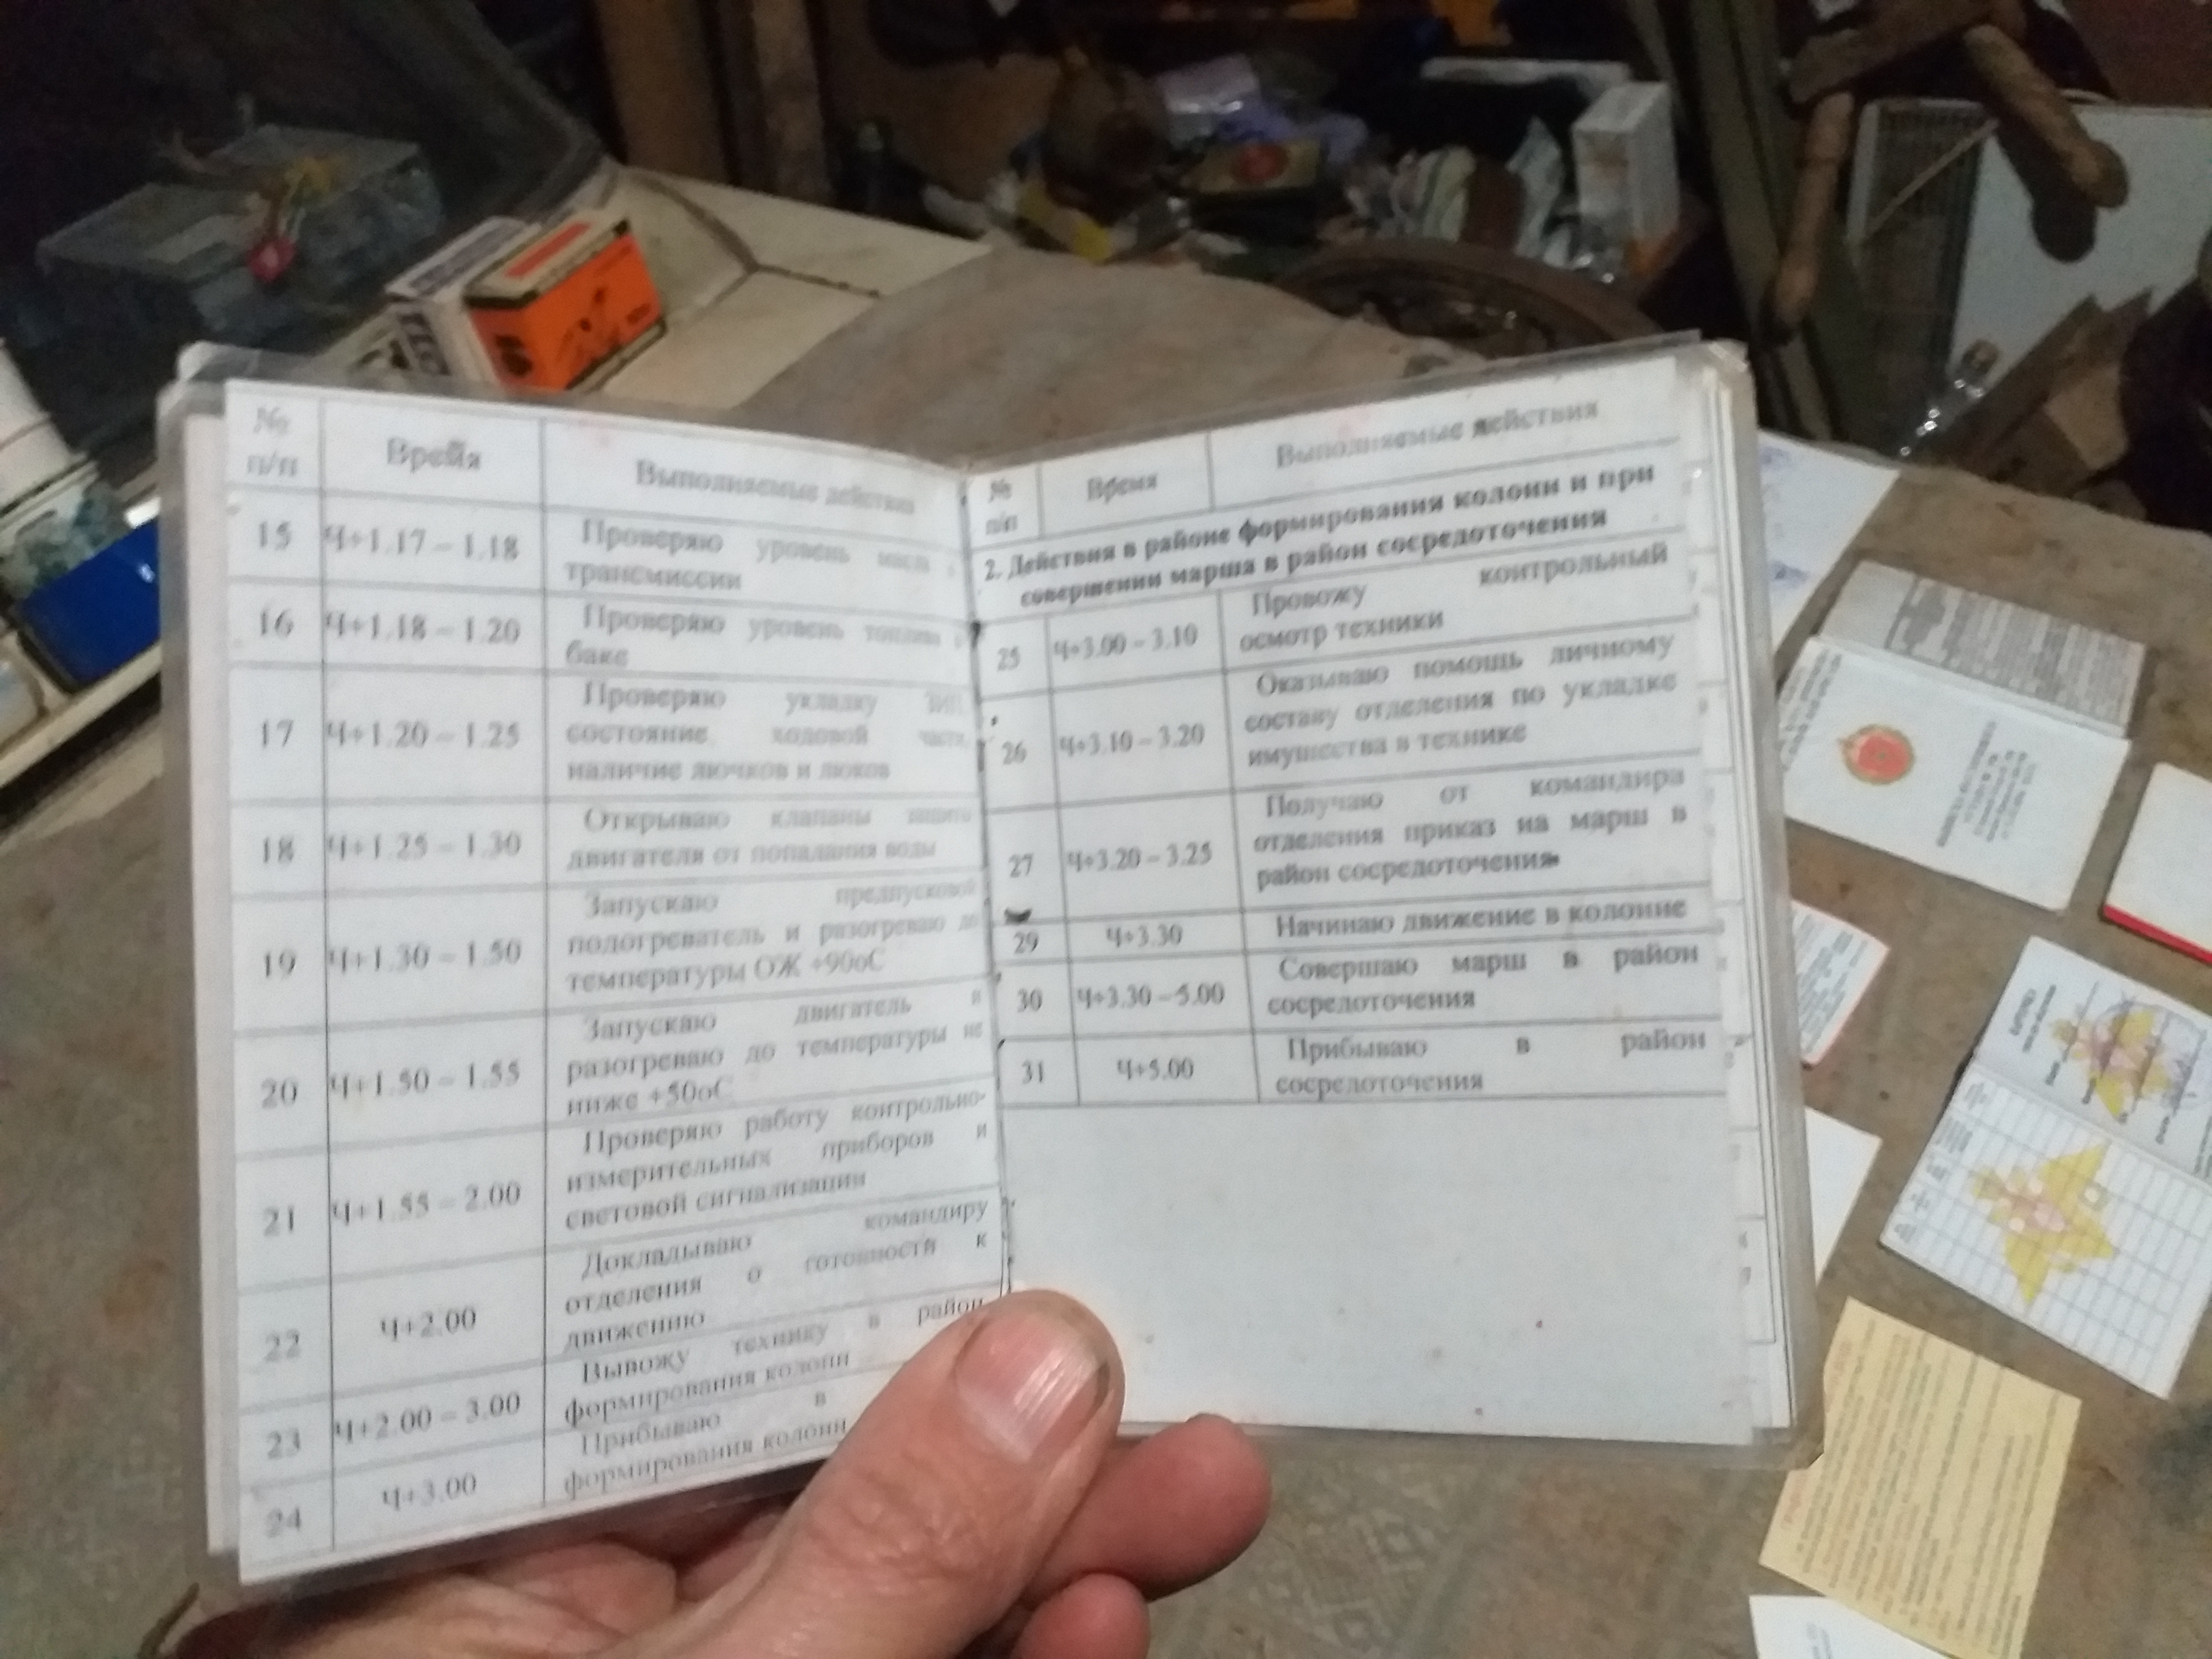 №
п/п
Время
Выполняемые действия
15
Ч+1.17 – 1.18
Проверяю уровень масла в
трансмиссии
16
Ч+1.18 – 1.20
Проверяю уровень топлива в
баке
17
Ч+1.20 – 1.25
Проверяю укладку ЗИП,
состояние ходовой части,
наличие лючков и люков
18
Ч+1.25 – 1.30
Открываю клапаны защиты
двигателя от попадания воды
19
Ч+1.30 – 1.50
Запускаю предпусковой
подогреватель и разогреваю до
температуры ОЖ +90оС
20
Ч+1.50 – 1.55
Запускаю двигатель и
разогреваю до температуры не
ниже +50оС
21
Ч+1.55 – 2.00
Проверяю работу контрольно-
измерительных приборов и
световой сигнализации
22
Ч+2.00
Докладываю командиру
отделения о готовности к
движению
23
Ч+2.00 – 3.00
Вывожу технику в район
формирования колонн
24
Ч+3.00
Прибываю в
формирования колонн
№
п/п
Время
Выполняемые действия
2. Действия в районе формирования колонн и при
совершении марша в район сосредоточения
25
Ч+3.00 – 3.10
Провожу контрольный
осмотр техники
26
Ч+3.10 – 3.20
Оказываю помощь личному
составу отделения по укладке
имущества в технике
27
Ч+3.20 – 3.25
Получаю от командира
отделения приказ на марш в
район сосредоточения
29
Ч+3.30
Начинаю движение в колонне
30
Ч+3.30 – 5.00
Совершаю марш в район
сосредоточения
31
Ч+5.00
Прибываю в район
сосредоточения